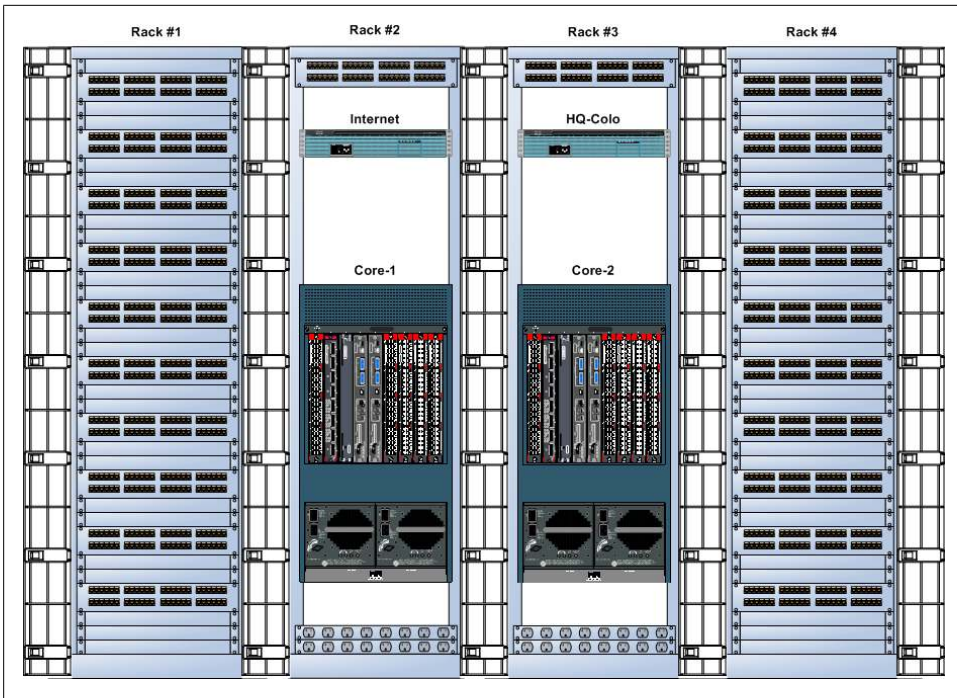 Rack #1
Rack #2
Rack #3
Rack #4
Internet
HQ-Colo
Core-1
Core-2